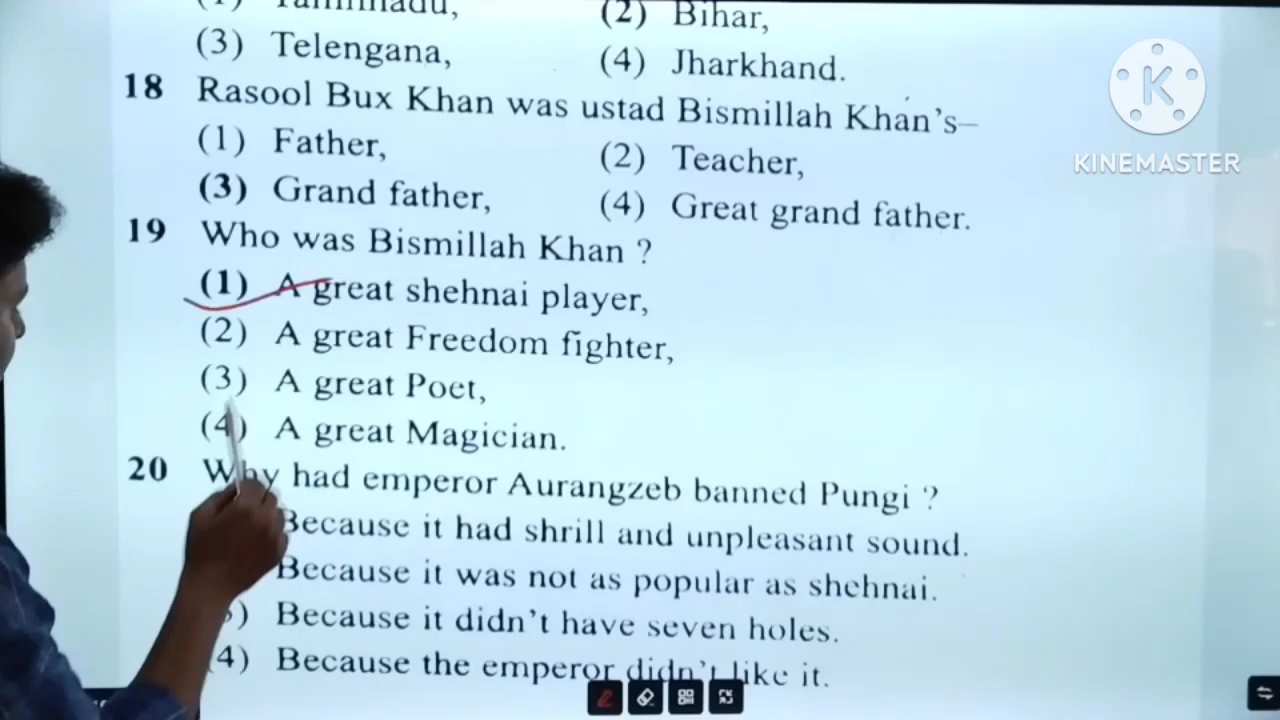 (2) Bihar,
(3) Telengana, (4) Jharkhand.
18 Rasool Bux Khan was ustad Bismillah Khan's–
(1) Father, (2) Teacher,
(3) Grand father, (4) Great grand father.
19 Who was Bismillah Khan ?
(1) A great shehnai player,
(2) A great Freedom fighter,
(3) A great Poet,
(4) A great Magician.
20 Why had emperor Aurangzeb banned Pungi ?
Because it had shrill and unpleasant sound.
Because it was not as popular as shehnai.
) Because it didn't have seven holes.
4) Because the emperor didn't like it.
K
KINEMASTER